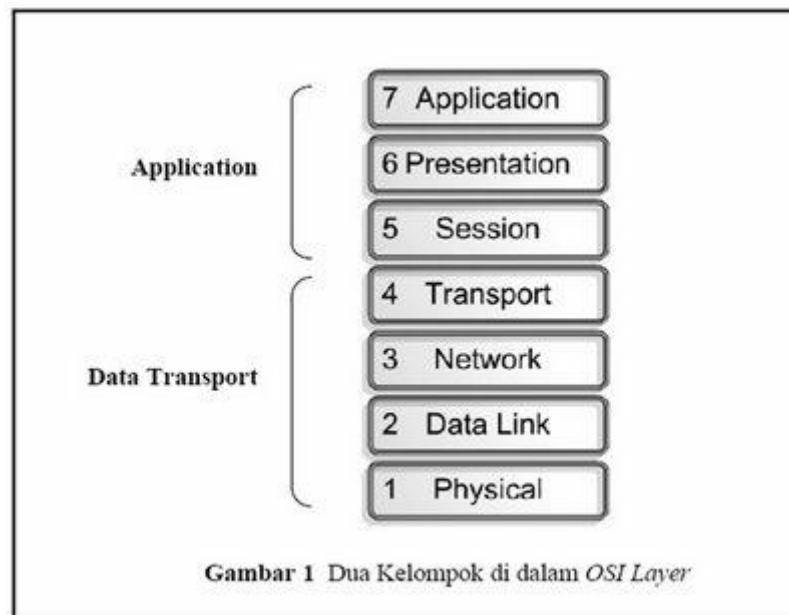 7 Application
6 Presentation
5 Session
Application
4 Transport
3 Network
2 Data Link
1 Physical
Data Transport
Gambar 1 Dua Kelompok di dalam OSI Layer